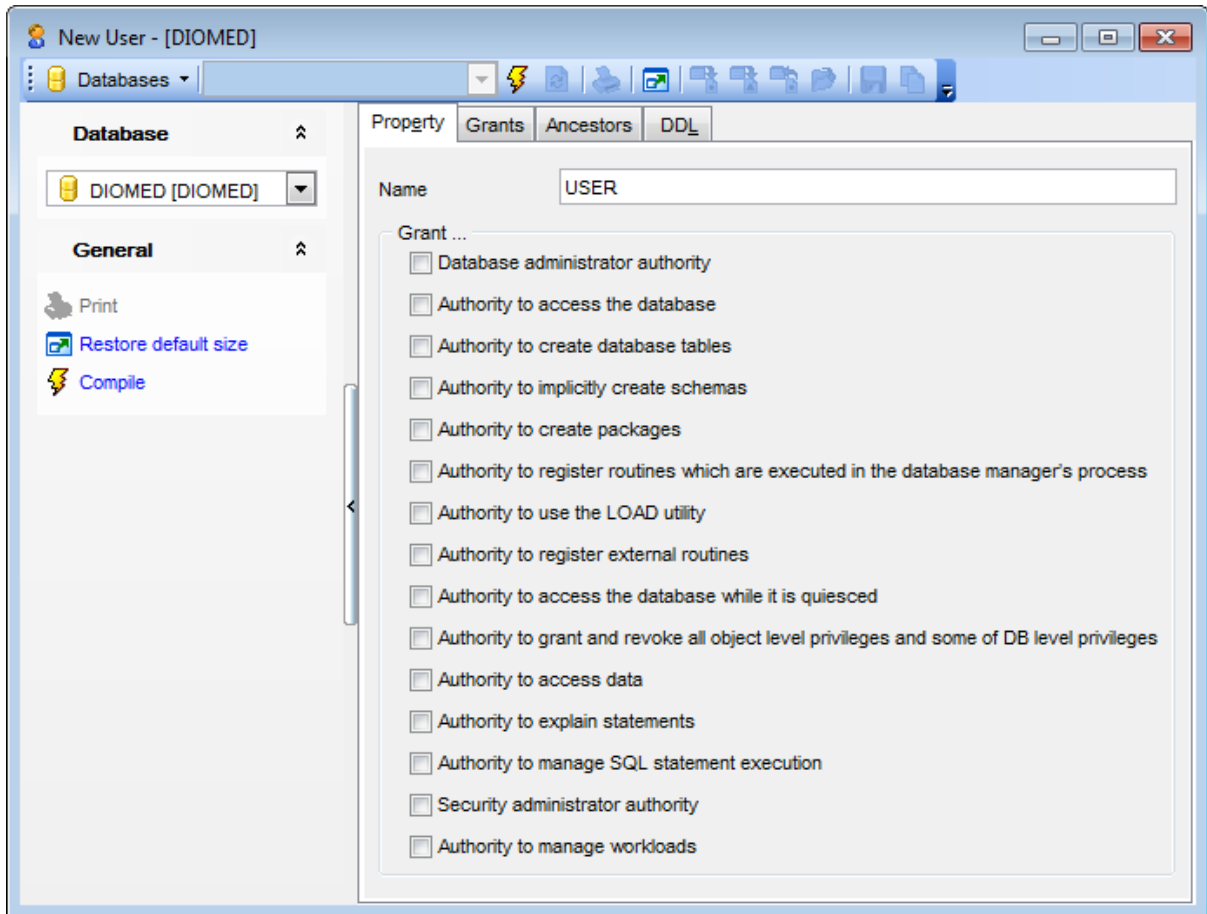 New User - [DIOMED]
Databases
Database
DIOMED [DIOMED]
General
Print
Restore default size
Compile
Property
Grants
Ancestors
DDL
Name
USER
Grant ...
Database administrator authority
Authority to access the database
Authority to create database tables
Authority to implicitly create schemas
Authority to create packages
Authority to register routines which are executed in the database manager's process
Authority to use the LOAD utility
Authority to register external routines
Authority to access the database while it is quiesced
Authority to grant and revoke all object level privileges and some of DB level privileges
Authority to access data
Authority to explain statements
Authority to manage SQL statement execution
Security administrator authority
Authority to manage workloads